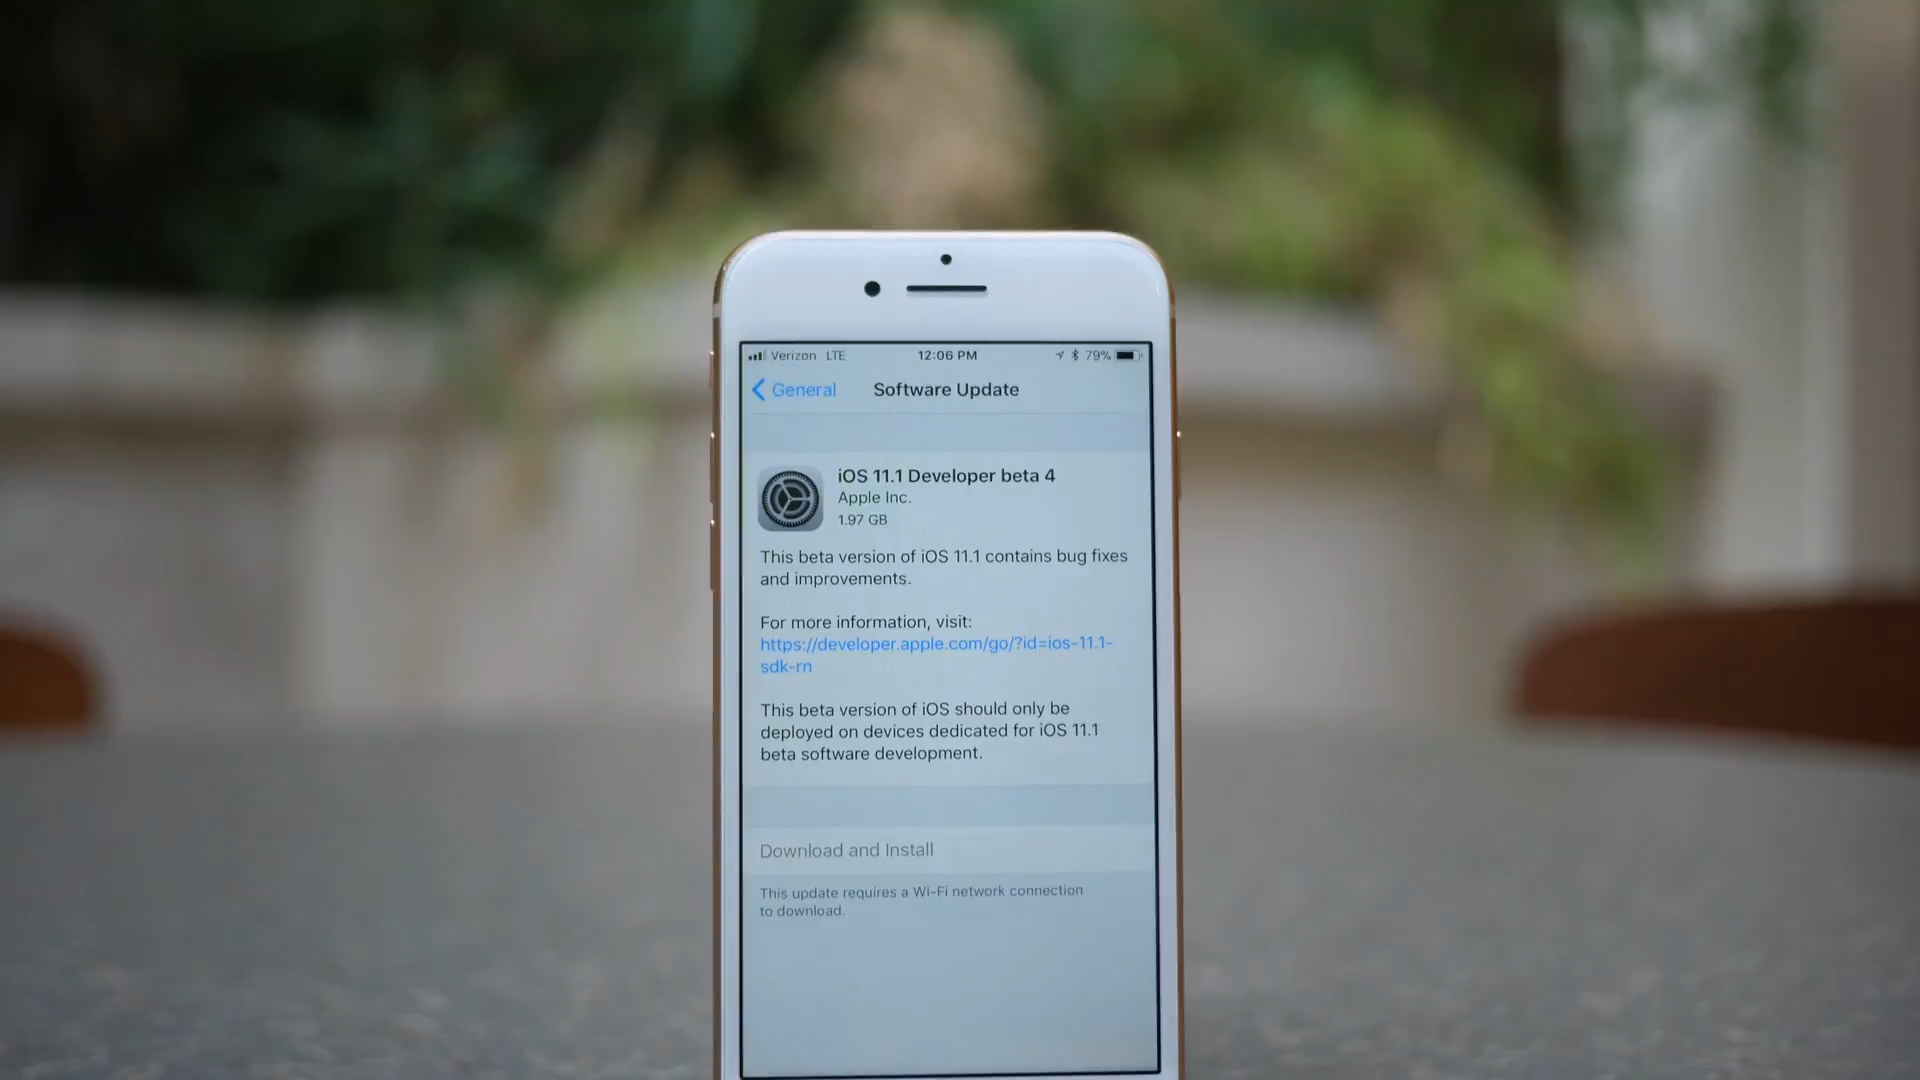 Verizon LTE 12:06 PM 79%
General Software Update
iOS 11.1 Developer beta 4
Apple Inc.
1.97 GB
This beta version of iOS 11.1 contains bug fixes
and improvements.
For more information, visit:
https://developer.apple.com/go/?id=ios-11.1-
sdk-rn
This beta version of iOS should only be
deployed on devices dedicated for iOS 11.1
beta software development.
Download and Install
This update requires a Wi-Fi network connection
to download.